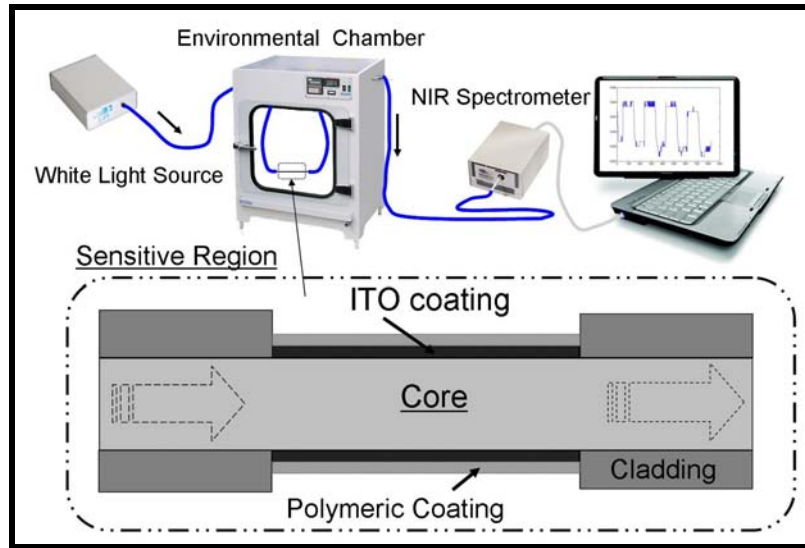 Environmental Chamber
NIR Spectrometer
White Light Source
Sensitive Region
ITO coating
Core
Cladding
Polymeric Coating